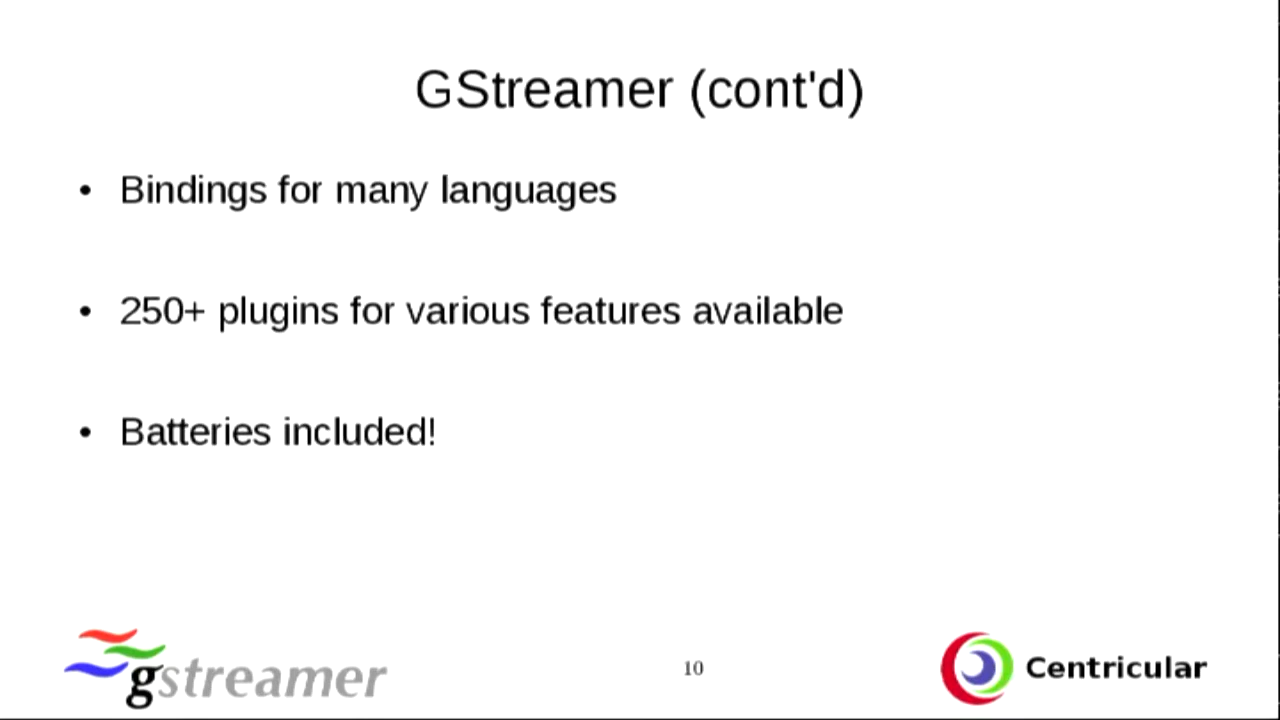 GStreamer (cont'd)
• Bindings for many languages
• 250+ plugins for various features available
• Batteries included!
gstreamer
10
Centricular